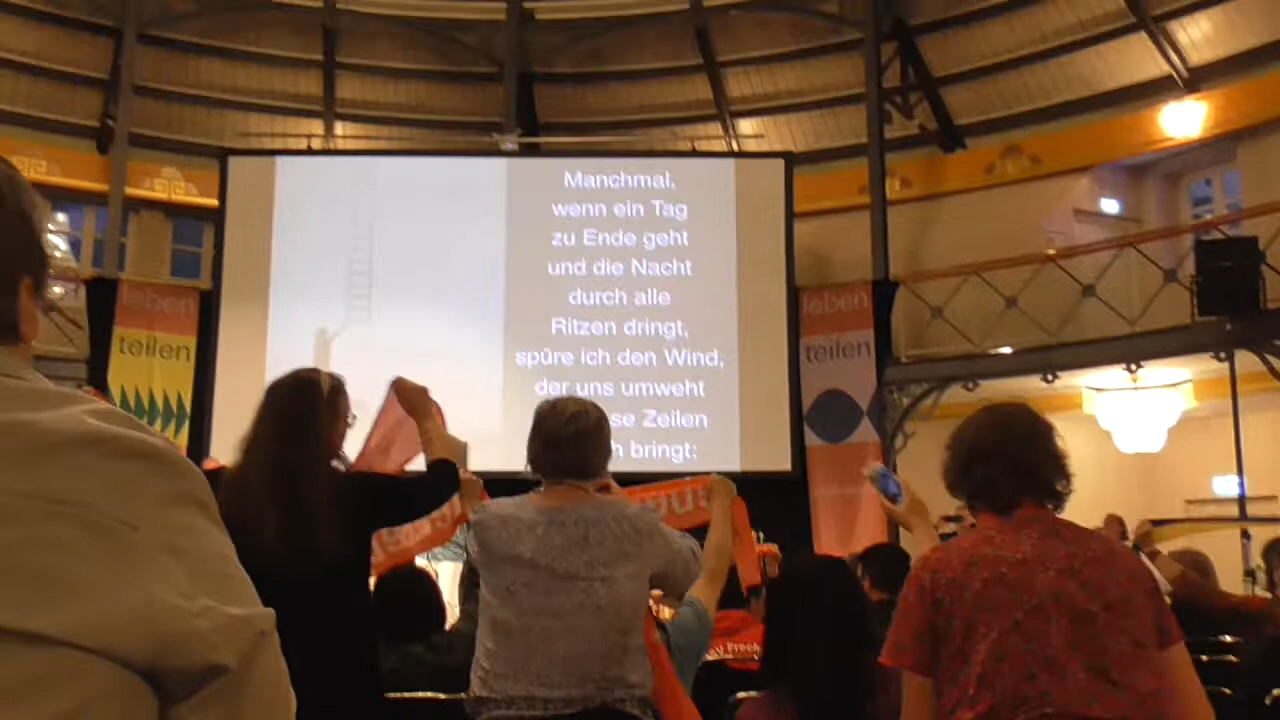 Manchmal,
wenn ein Tag
zu Ende geht
und die Nacht
durch alle
Ritzen dringt,
spüre ich den Wind,
der uns umweht
se Zeilen
h bringt:
leben
teilen
leben
teilen